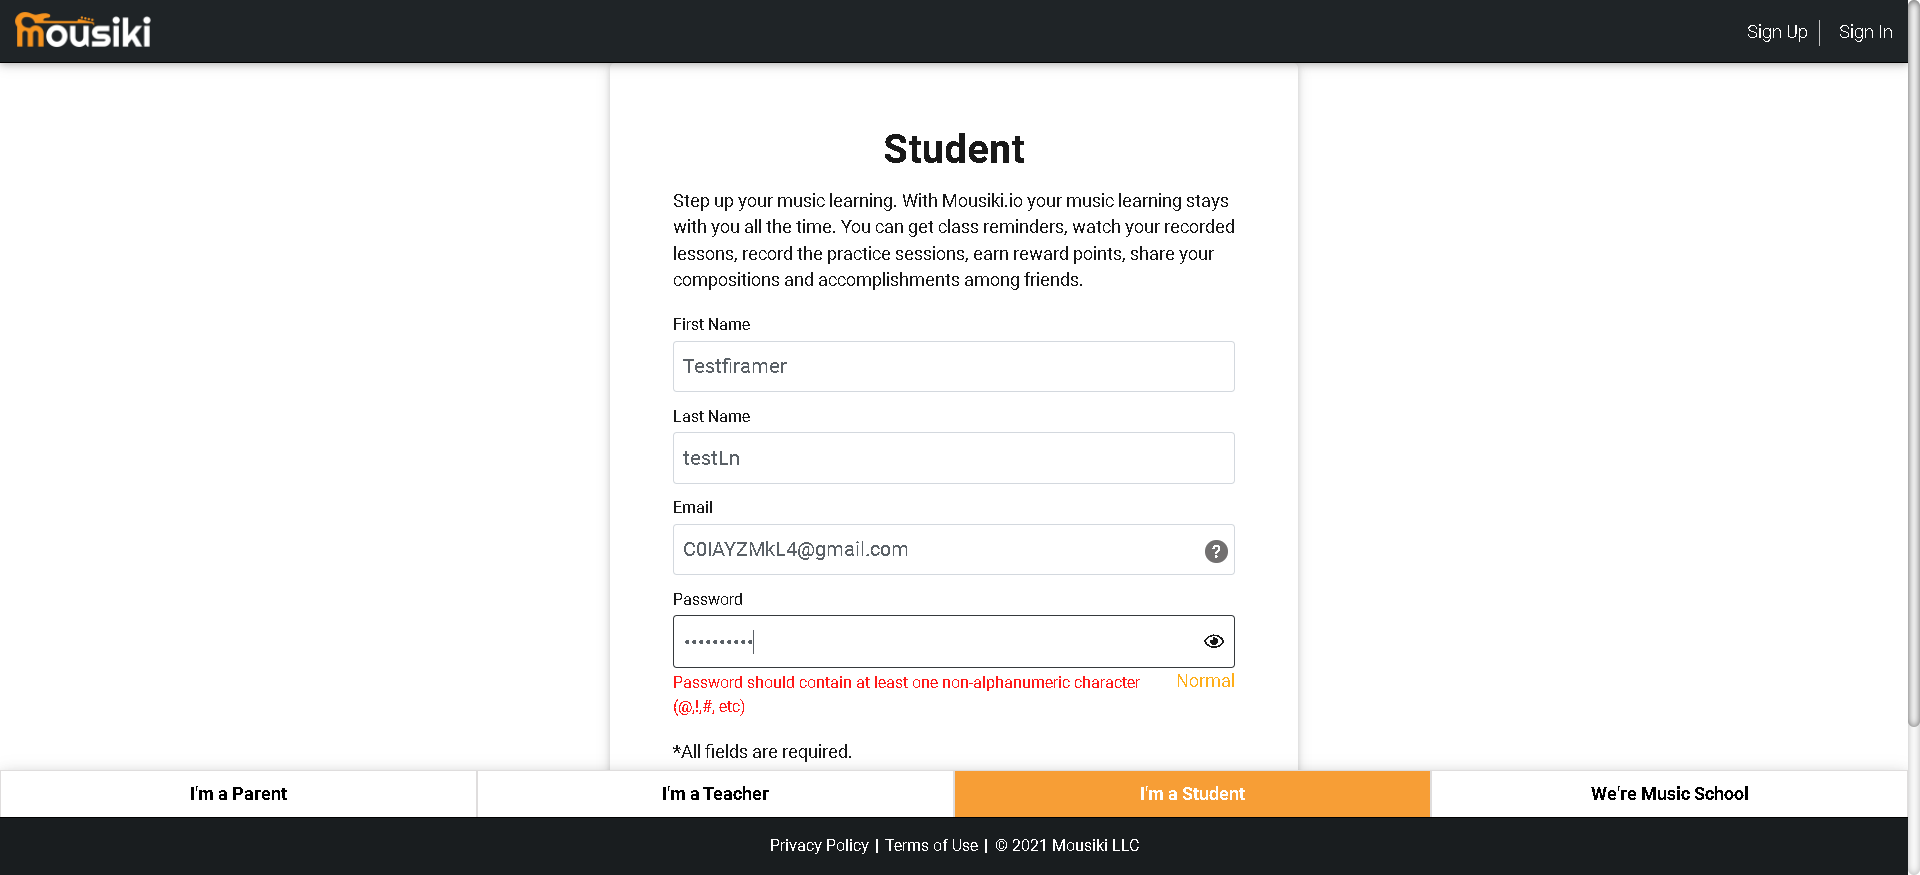 mousiki
Sign Up
Sign In
Student
Step up your music learning. With Mousiki.io your music learning stays
with you all the time. You can get class reminders, watch your recorded
lessons, record the practice sessions, earn reward points, share your
compositions and accomplishments among friends.
First Name
Testfiramer
Last Name
testLn
Email
C0IAYZMkL4@gmail.com
?
Password
••••••••••
Password should contain at least one non-alphanumeric character
(@,!,#, etc)
Normal
*All fields are required.
I'm a Parent
I'm a Teacher
I'm a Student
We're Music School
Privacy Policy | Terms of Use | © 2021 Mousiki LLC